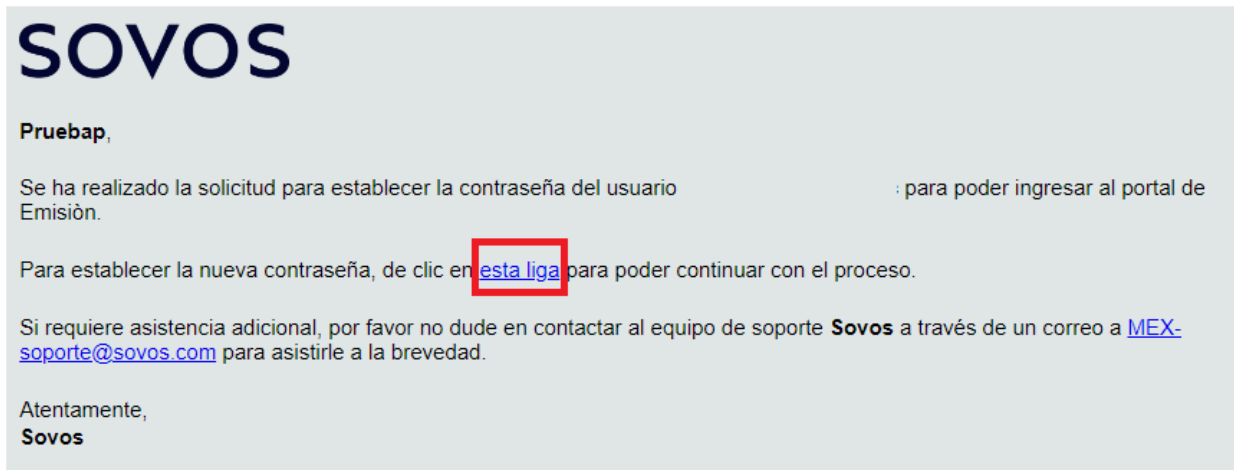 SOVOS
Pruebap,
Se ha realizado la solicitud para establecer la contraseña del usuario para poder ingresar al portal de
Emisiòn.
Para establecer la nueva contraseña, de clic en esta liga para poder continuar con el proceso.
Si requiere asistencia adicional, por favor no dude en contactar al equipo de soporte Sovos a través de un correo a MEX-
soporte@sovos.com para asistirle a la brevedad.
Atentamente,
Sovos